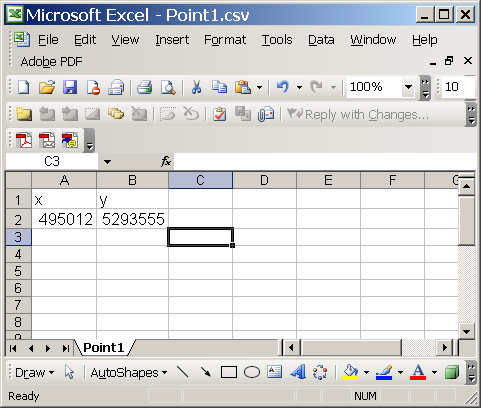 Microsoft Excel - Point1.csv
File Edit View Insert Format Tools Data Window Help
Adobe PDF
100% 10
Reply with Changes...
C3 fx
A B C D E F G
1 x y
2 495012 5293555
3
4
5
6
7
8
9
Point1
Draw AutoShapes
Ready NUM